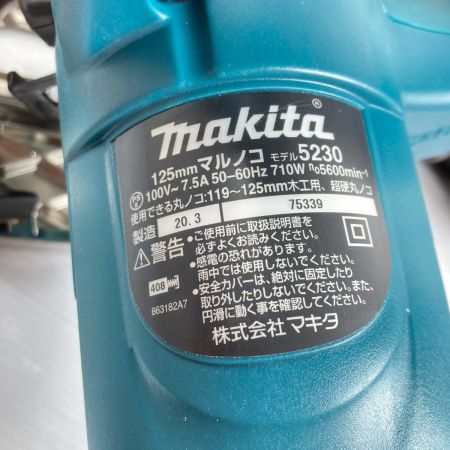 makita®
125mmマルノコ モデル5230
PS 100V~ 7.5A 50–60Hz 710W n₀5600min⁻¹
使用できる丸ノコ:119~125mm木工用、超硬丸ノコ
製造 20.3 75339
警告
・ご使用前に取扱説明書を
必ずよくお読みください。
・感電の恐れがあります。
雨中では使用しないでください。
・安全カバーは、絶対に固定したり
取り外したりしないでください。また、
円滑に動く事を確認してください。
408
863182A7
株式会社マキタ